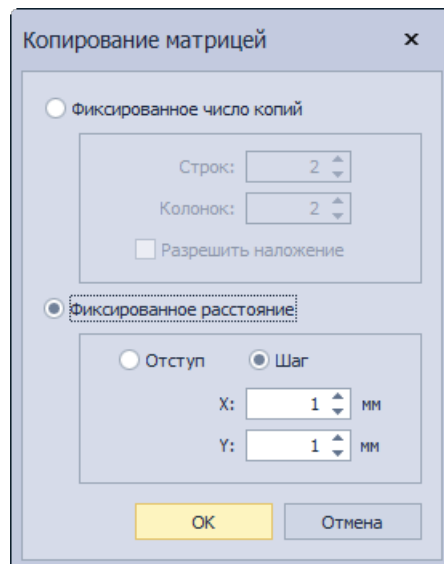 Копирование матрицей
Фиксированное число копий
Строк: 2
Колонок: 2
Разрешить наложение
Фиксированное расстояние
Отступ Шаг
X: 1 мм
Y: 1 мм
OK Отмена